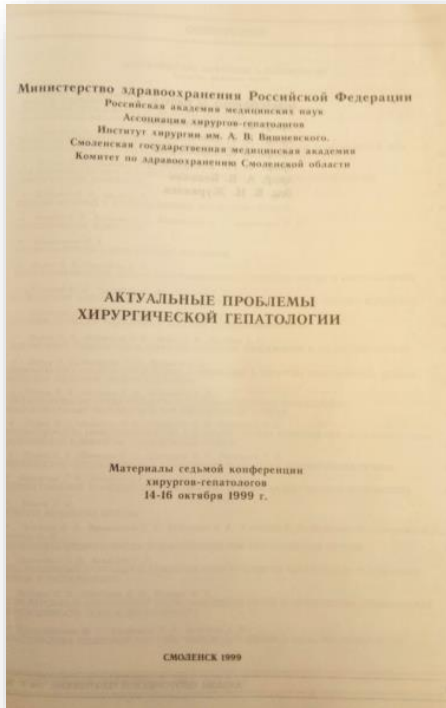 Министерство здравоохранения Российской Федерации
Российская академия медицинских наук
Ассоциация хирургов-гепатологов
Институт хирургии им. А. В. Вишневского.
Смоленская государственная медицинская академия
Комитет по здравоохранению Смоленской области
АКТУАЛЬНЫЕ ПРОБЛЕМЫ
ХИРУРГИЧЕСКОЙ ГЕПАТОЛОГИИ
Материалы седьмой конференции
хирургов-гепатологов
14-16 октября 1999 г.
СМОЛЕНСК 1999